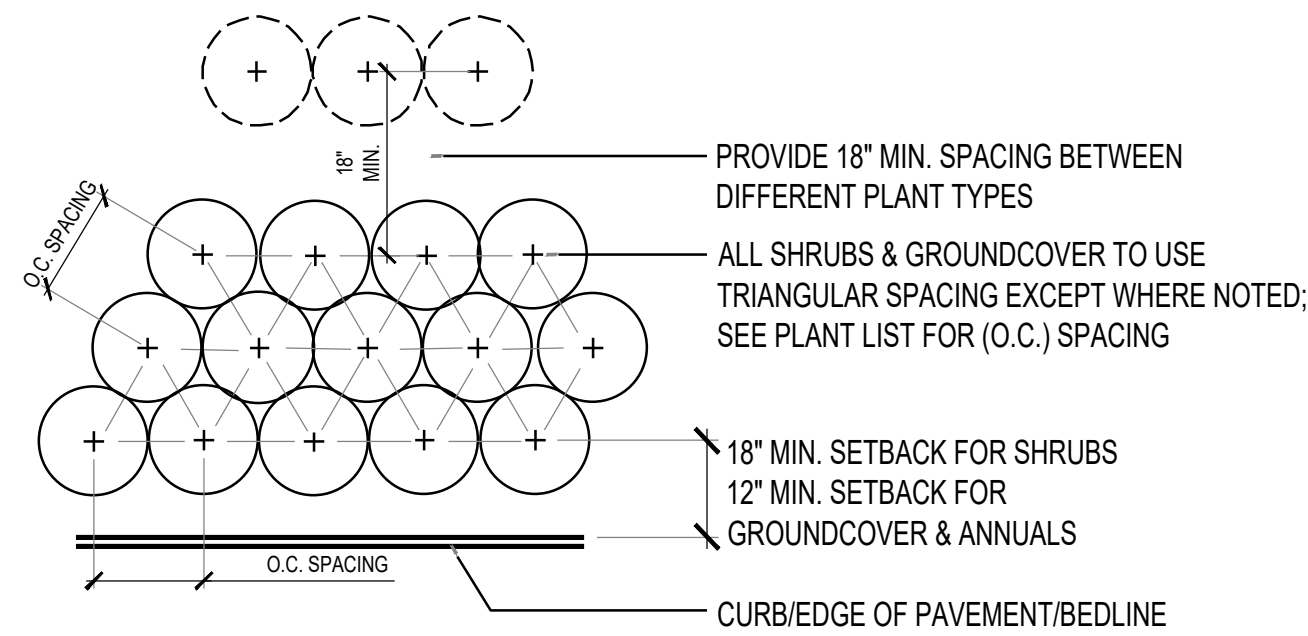 18"
MIN.
PROVIDE 18" MIN. SPACING BETWEEN
DIFFERENT PLANT TYPES
O.C. SPACING
ALL SHRUBS & GROUNDCOVER TO USE
TRIANGULAR SPACING EXCEPT WHERE NOTED;
SEE PLANT LIST FOR (O.C.) SPACING
18" MIN. SETBACK FOR SHRUBS
12" MIN. SETBACK FOR
GROUNDCOVER & ANNUALS
O.C. SPACING
CURB/EDGE OF PAVEMENT/BEDLINE